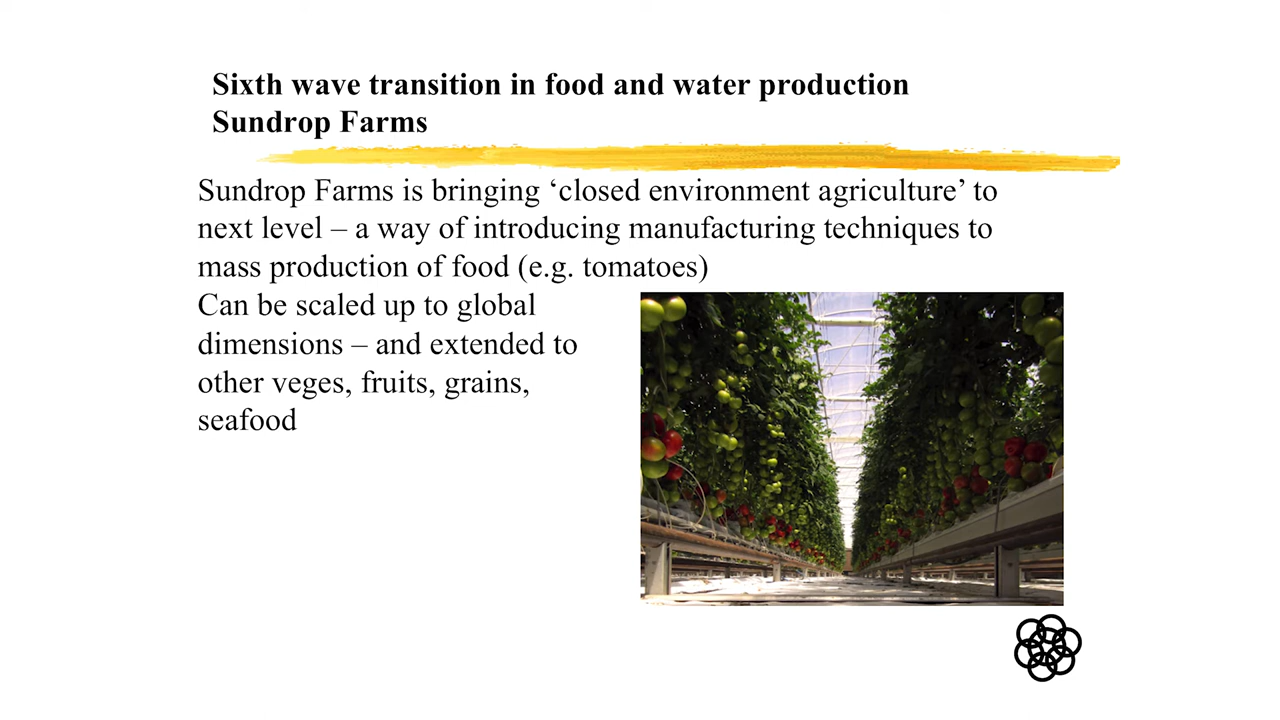 Sixth wave transition in food and water production
Sundrop Farms
Sundrop Farms is bringing ‘closed environment agriculture’ to
next level – a way of introducing manufacturing techniques to
mass production of food (e.g. tomatoes)
Can be scaled up to global
dimensions – and extended to
other veges, fruits, grains,
seafood